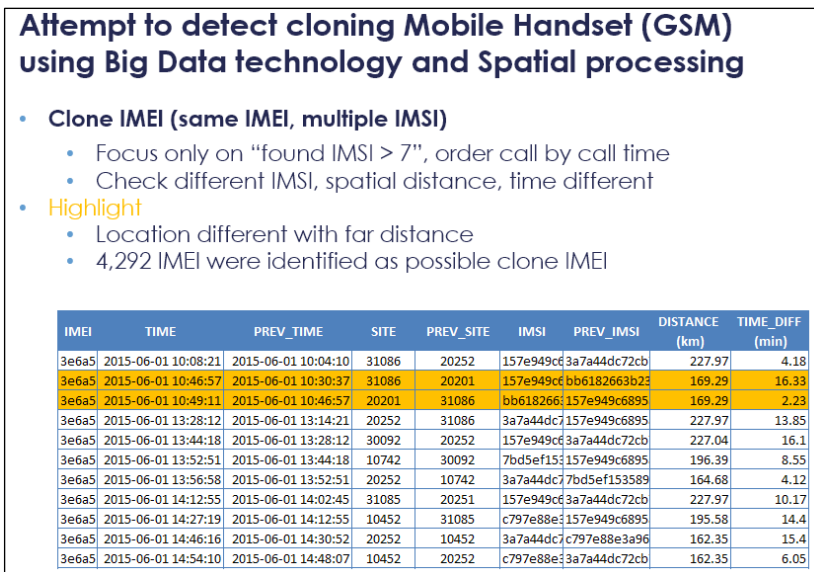 Attempt to detect cloning Mobile Handset (GSM)
using Big Data technology and Spatial processing
• Clone IMEI (same IMEI, multiple IMSI)
• Focus only on “found IMSI > 7”, order call by call time
• Check different IMSI, spatial distance, time different
• Highlight
• Location different with far distance
• 4,292 IMEI were identified as possible clone IMEI
IMEI TIME PREV_TIME SITE PREV_SITE IMSI PREV_IMSI DISTANCE (km) TIME_DIFF (min)
3e6a5 2015-06-01 10:08:21 2015-06-01 10:04:10 31086 20252 157e949c6 3a7a44dc72cb 227.97 4.18
3e6a5 2015-06-01 10:46:57 2015-06-01 10:30:37 31086 20201 157e949c6 bb6182663b23 169.29 16.33
3e6a5 2015-06-01 10:49:11 2015-06-01 10:46:57 20201 31086 bb6182663 157e949c6895 169.29 2.23
3e6a5 2015-06-01 13:28:12 2015-06-01 13:14:21 20252 31086 3a7a44dc7 157e949c6895 227.97 13.85
3e6a5 2015-06-01 13:44:18 2015-06-01 13:28:12 30092 20252 157e949c6 3a7a44dc72cb 227.04 16.1
3e6a5 2015-06-01 13:52:51 2015-06-01 13:44:18 10742 30092 7bd5ef153 157e949c6895 196.39 8.55
3e6a5 2015-06-01 13:56:58 2015-06-01 13:52:51 20252 10742 3a7a44dc7 7bd5ef153589 164.68 4.12
3e6a5 2015-06-01 14:12:55 2015-06-01 14:02:45 31085 20251 157e949c6 3a7a44dc72cb 227.97 10.17
3e6a5 2015-06-01 14:27:19 2015-06-01 14:12:55 10452 31085 c797e88e3 157e949c6895 195.58 14.4
3e6a5 2015-06-01 14:46:16 2015-06-01 14:30:52 20252 10452 3a7a44dc7 c797e88e3a96 162.35 15.4
3e6a5 2015-06-01 14:54:10 2015-06-01 14:48:07 10452 20252 c797e88e3 3a7a44dc72cb 162.35 6.05